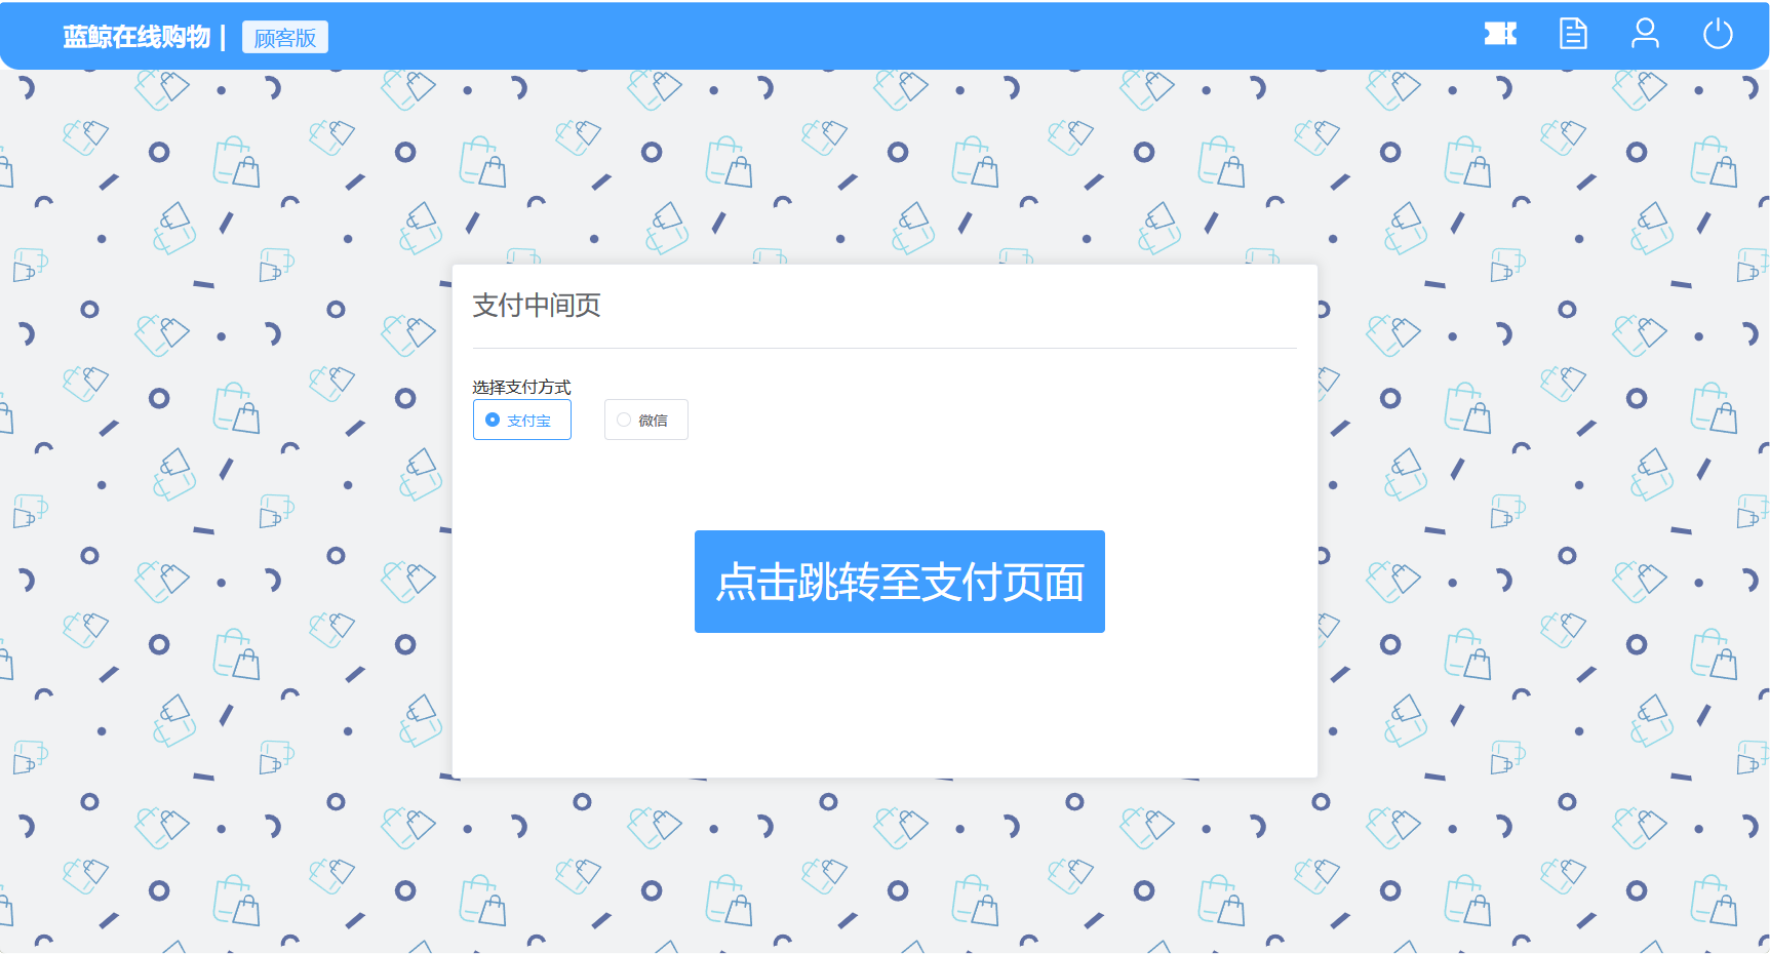 蓝鲸在线购物 | 顾客版
支付中间页
选择支付方式
支付宝 微信
点击跳转至支付页面